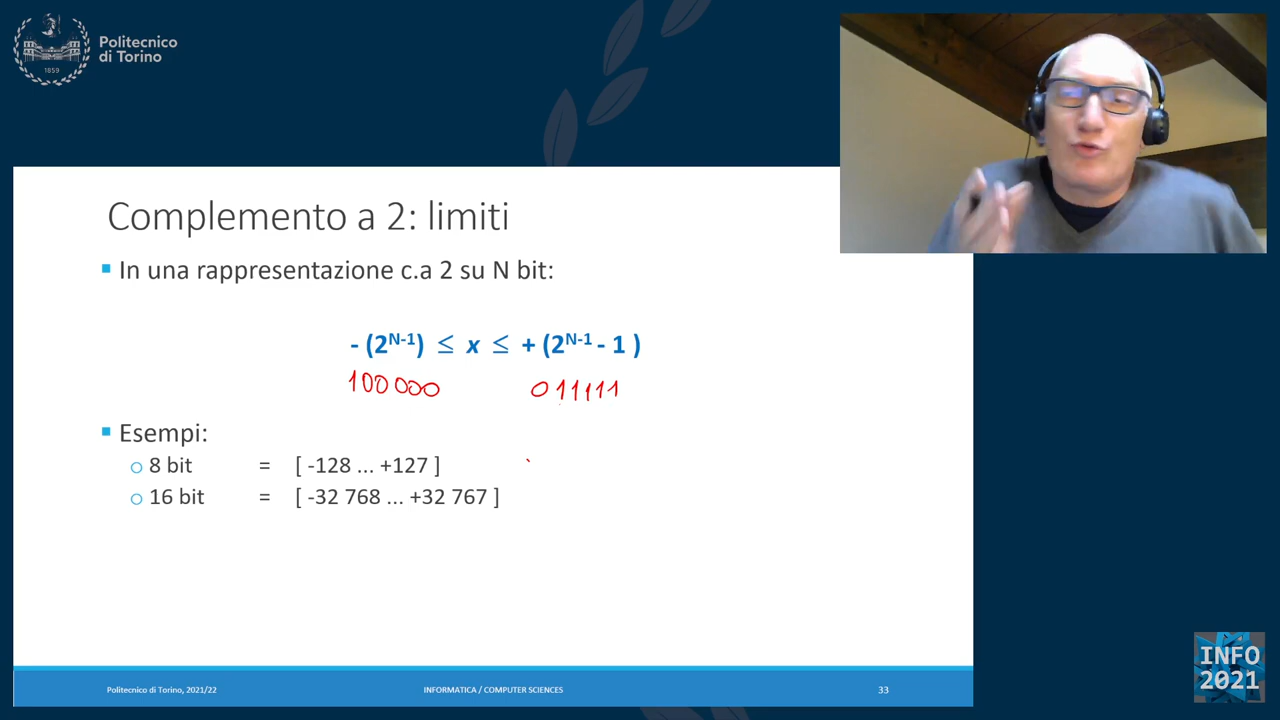 Politecnico
di Torino
1859
Complemento a 2: limiti
▪ In una rappresentazione c.a 2 su N bit:
- (2^N-1) ≤ x ≤ + (2^N-1 - 1 )
100000 011111
▪ Esempi:
o 8 bit = [ -128 ... +127 ]
o 16 bit = [ -32 768 ... +32 767 ]
Politecnico di Torino, 2021/22 INFORMATICA / COMPUTER SCIENCES 33
INFO
2021